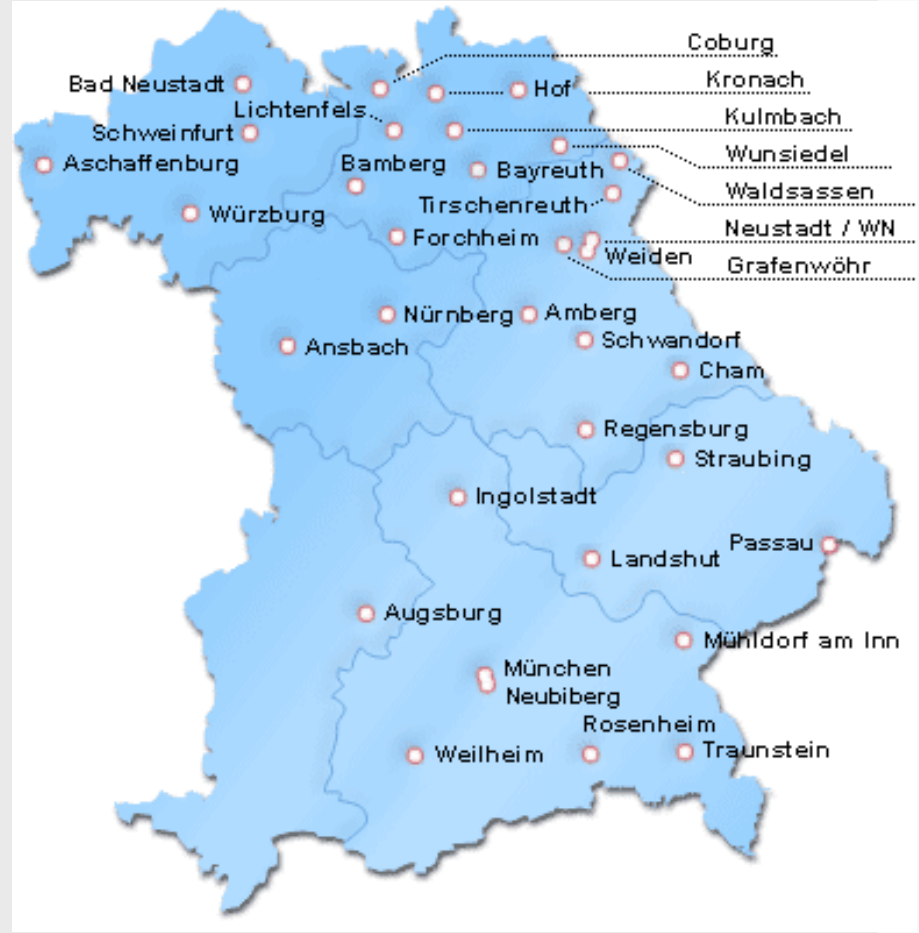 Coburg
Bad Neustadt
Hof
Kronach
Lichtenfels
Kulmbach
Schweinfurt
Wunsiedel
Aschaffenburg
Bamberg
Bayreuth
Waldsassen
Tirschenreuth
Würzburg
Neustadt / WN
Forchheim
Weiden
Grafenwöhr
Nürnberg
Amberg
Ansbach
Schwandorf
Cham
Regensburg
Straubing
Ingolstadt
Passau
Landshut
Augsburg
Mühldorf am Inn
München
Neubiberg
Rosenheim
Weilheim
Traunstein